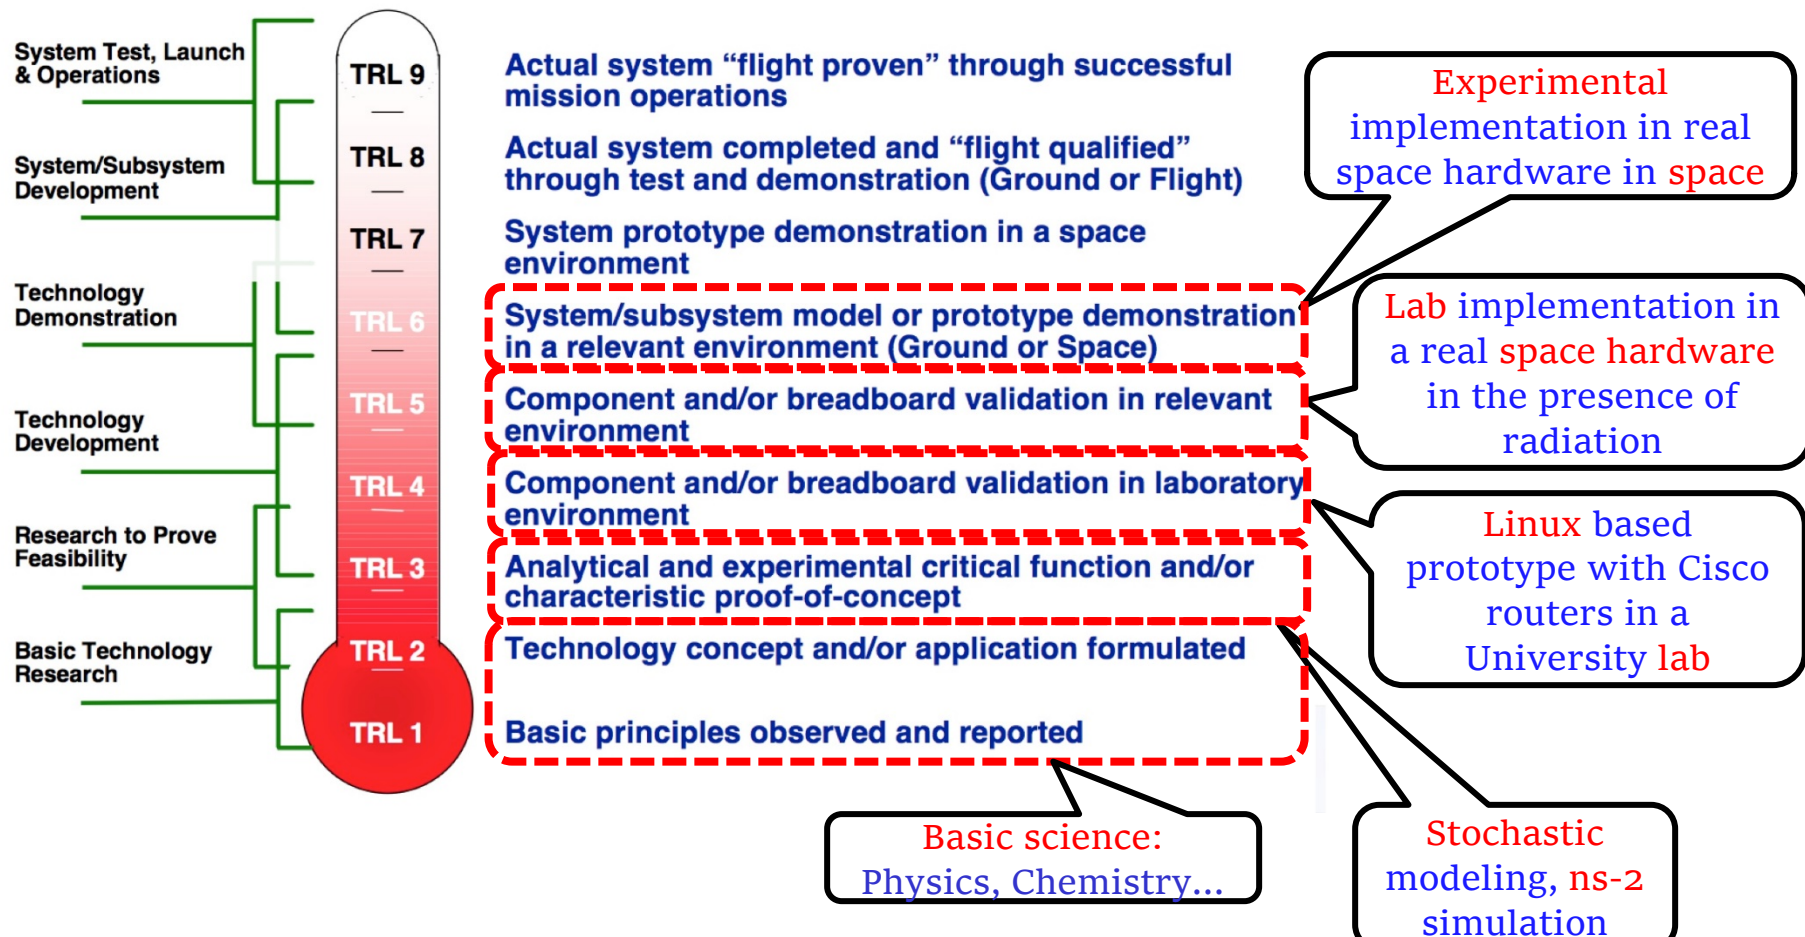 System Test, Launch
& Operations
System/Subsystem
Development
Technology
Demonstration
Technology
Development
Research to Prove
Feasibility
Basic Technology
Research
TRL 9
TRL 8
TRL 7
TRL 6
TRL 5
TRL 4
TRL 3
TRL 2
TRL 1
Actual system “flight proven” through successful
mission operations
Actual system completed and “flight qualified”
through test and demonstration (Ground or Flight)
System prototype demonstration in a space
environment
System/subsystem model or prototype demonstration
in a relevant environment (Ground or Space)
Component and/or breadboard validation in relevant
environment
Component and/or breadboard validation in laboratory
environment
Analytical and experimental critical function and/or
characteristic proof-of-concept
Technology concept and/or application formulated
Basic principles observed and reported
Experimental
implementation in real
space hardware in space
Lab implementation in
a real space hardware
in the presence of
radiation
Linux based
prototype with Cisco
routers in a
University lab
Basic science:
Physics, Chemistry...
Stochastic
modeling, ns-2
simulation